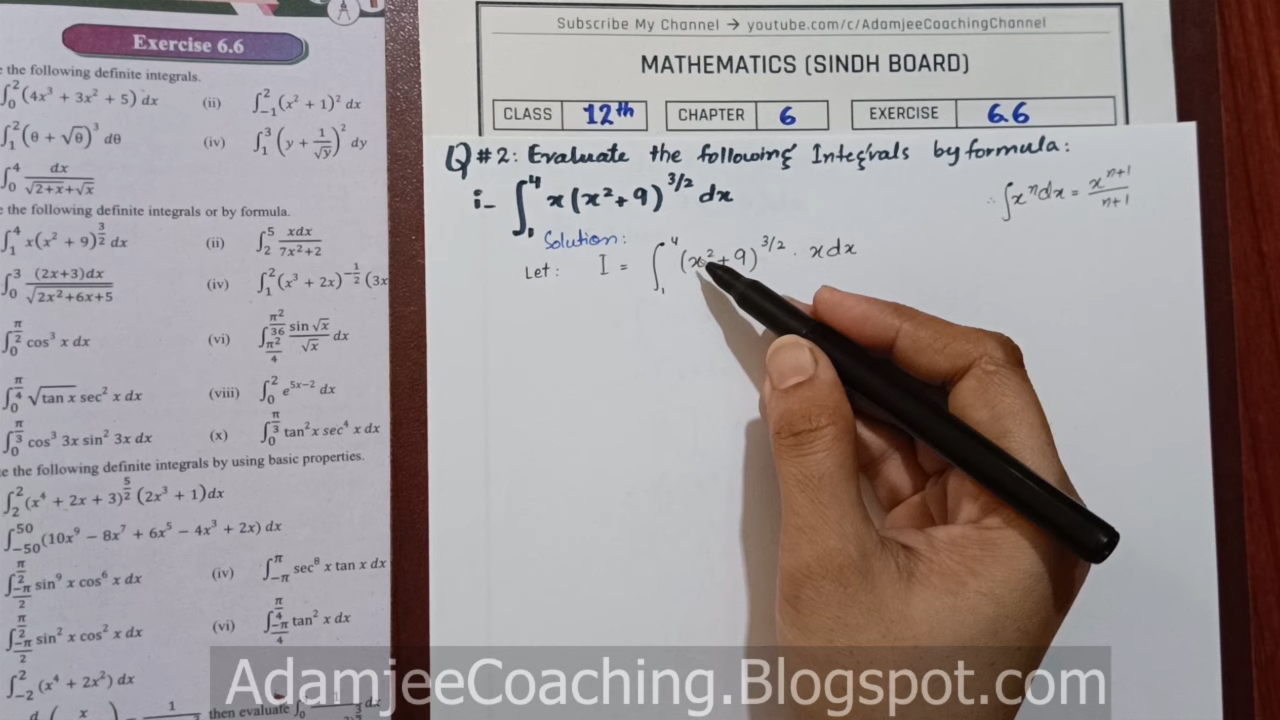 Exercise 6.6
the following definite integrals.
∫₀² (4x³ + 3x² + 5) dx (ii) ∫₋₁² (x² + 1)² dx
∫₁² (θ + √θ)³ dθ (iv) ∫₁³ (y + 1/√y)² dy
∫₀⁴ dx/(√(2+x)+√x)
the following definite integrals or by formula.
∫₁⁴ x(x² + 9)^(3/2) dx (ii) ∫₂⁵ xdx/(7x²+2)
∫₀³ (2x+3)dx/√(2x²+6x+5) (iv) ∫₁² (x³ + 2x)^(-1/2) (3x
∫₀^(π/2) cos³ x dx (vi) ∫_(π²/4)^(π²/36) sin √x/√x dx
∫₀^(π/4) √(tan x) sec² x dx (viii) ∫₀² e^(5x−2) dx
∫₀^(π/3) cos³ 3x sin² 3x dx (x) ∫₀^(π/3) tan² x sec⁴ x dx
the following definite integrals by using basic properties.
∫₂² (x⁴ + 2x + 3)^(5/2) (2x³ + 1)dx
∫₋₅₀⁵⁰ (10x⁹ − 8x⁷ + 6x⁵ − 4x³ + 2x) dx
∫_(-π/2)^(π/2) sin⁹ x cos⁶ x dx (iv) ∫_(-π)^π sec⁸ x tan x dx
∫_(-π/2)^(π/2) sin² x cos² x dx (vi) ∫_(-π/4)^(π/4) tan² x dx
∫₋₂² (x⁴ + 2x²) dx
then evaluate
Subscribe My Channel → youtube.com/c/AdamjeeCoachingChannel
MATHEMATICS (SINDH BOARD)
CLASS 12th CHAPTER 6 EXERCISE 6.6
Q#2: Evaluate the following Integrals by formula:
i- ∫₁⁴ x(x²+9)^(3/2) dx ∴ ∫xⁿdx = x^(n+1)/(n+1)
Solution:
Let: I = ∫₁⁴ (x²+9)^(3/2) · xdx
AdamjeeCoaching.Blogspot.com